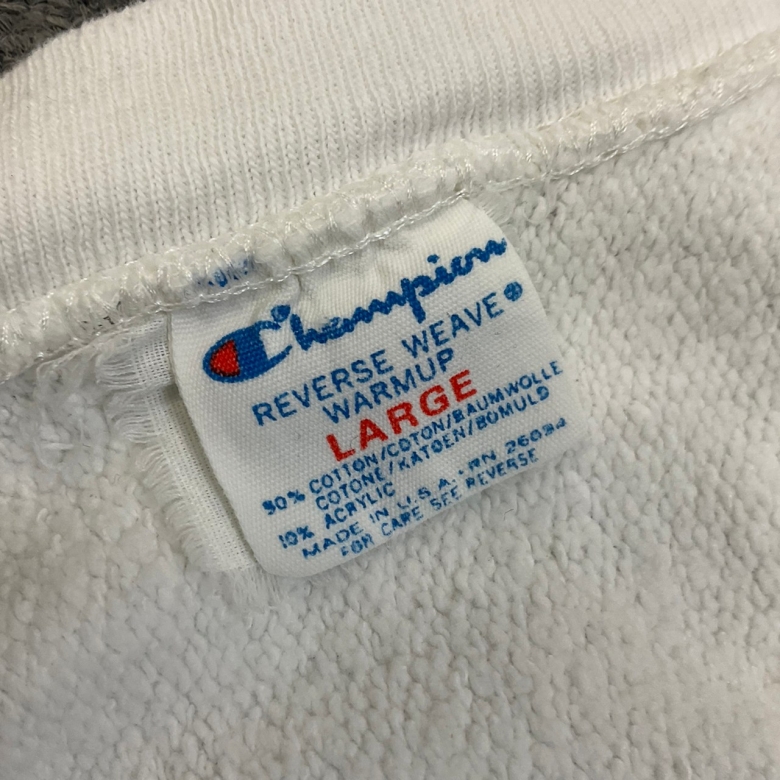 Champion
REVERSE WEAVE®
WARMUP
LARGE
90% COTTON/COTON/BAUMWOLLE
COTONE/KATOEN/BOMULD
10% ACRYLIC
MADE IN U.S.A. · RN 26094
FOR CARE SEE REVERSE